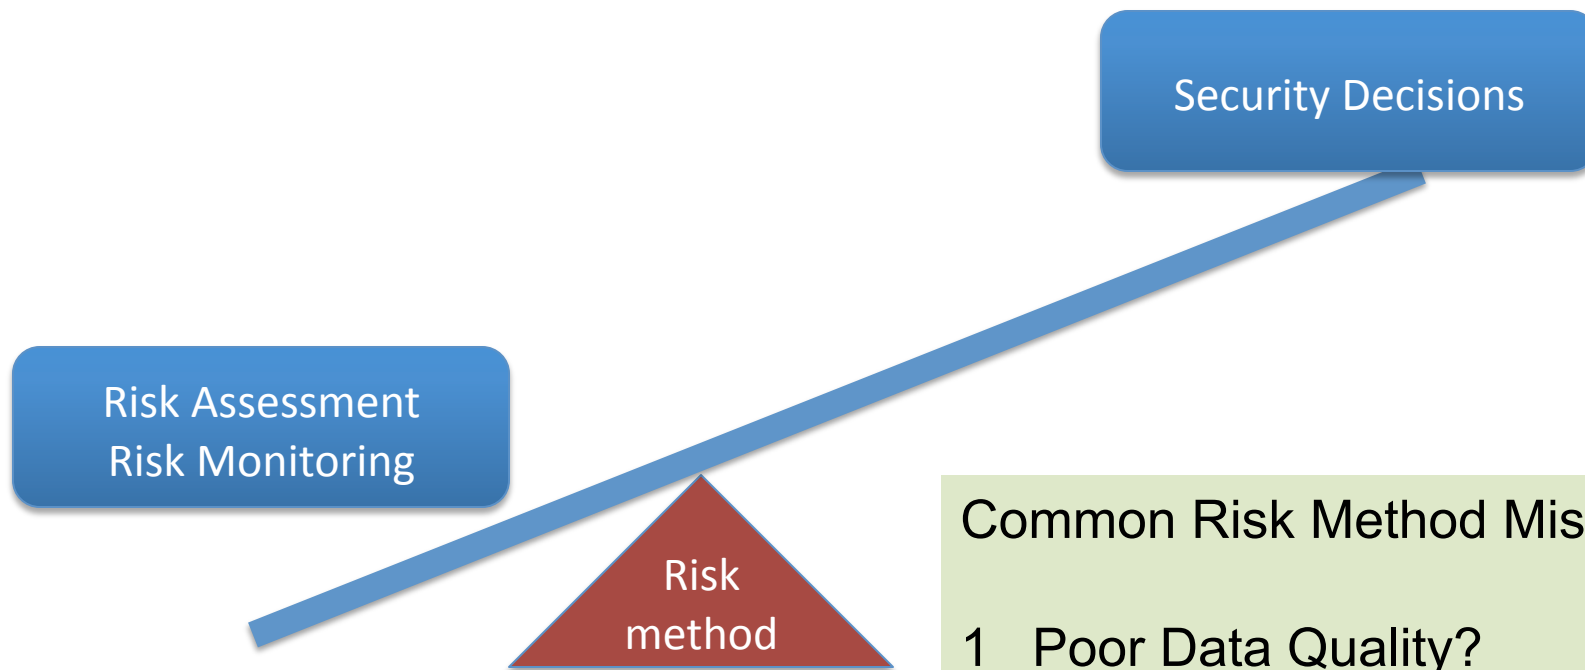 Security Decisions
Risk Assessment
Risk Monitoring
Risk
method
Common Risk Method Mis
1 Poor Data Quality?